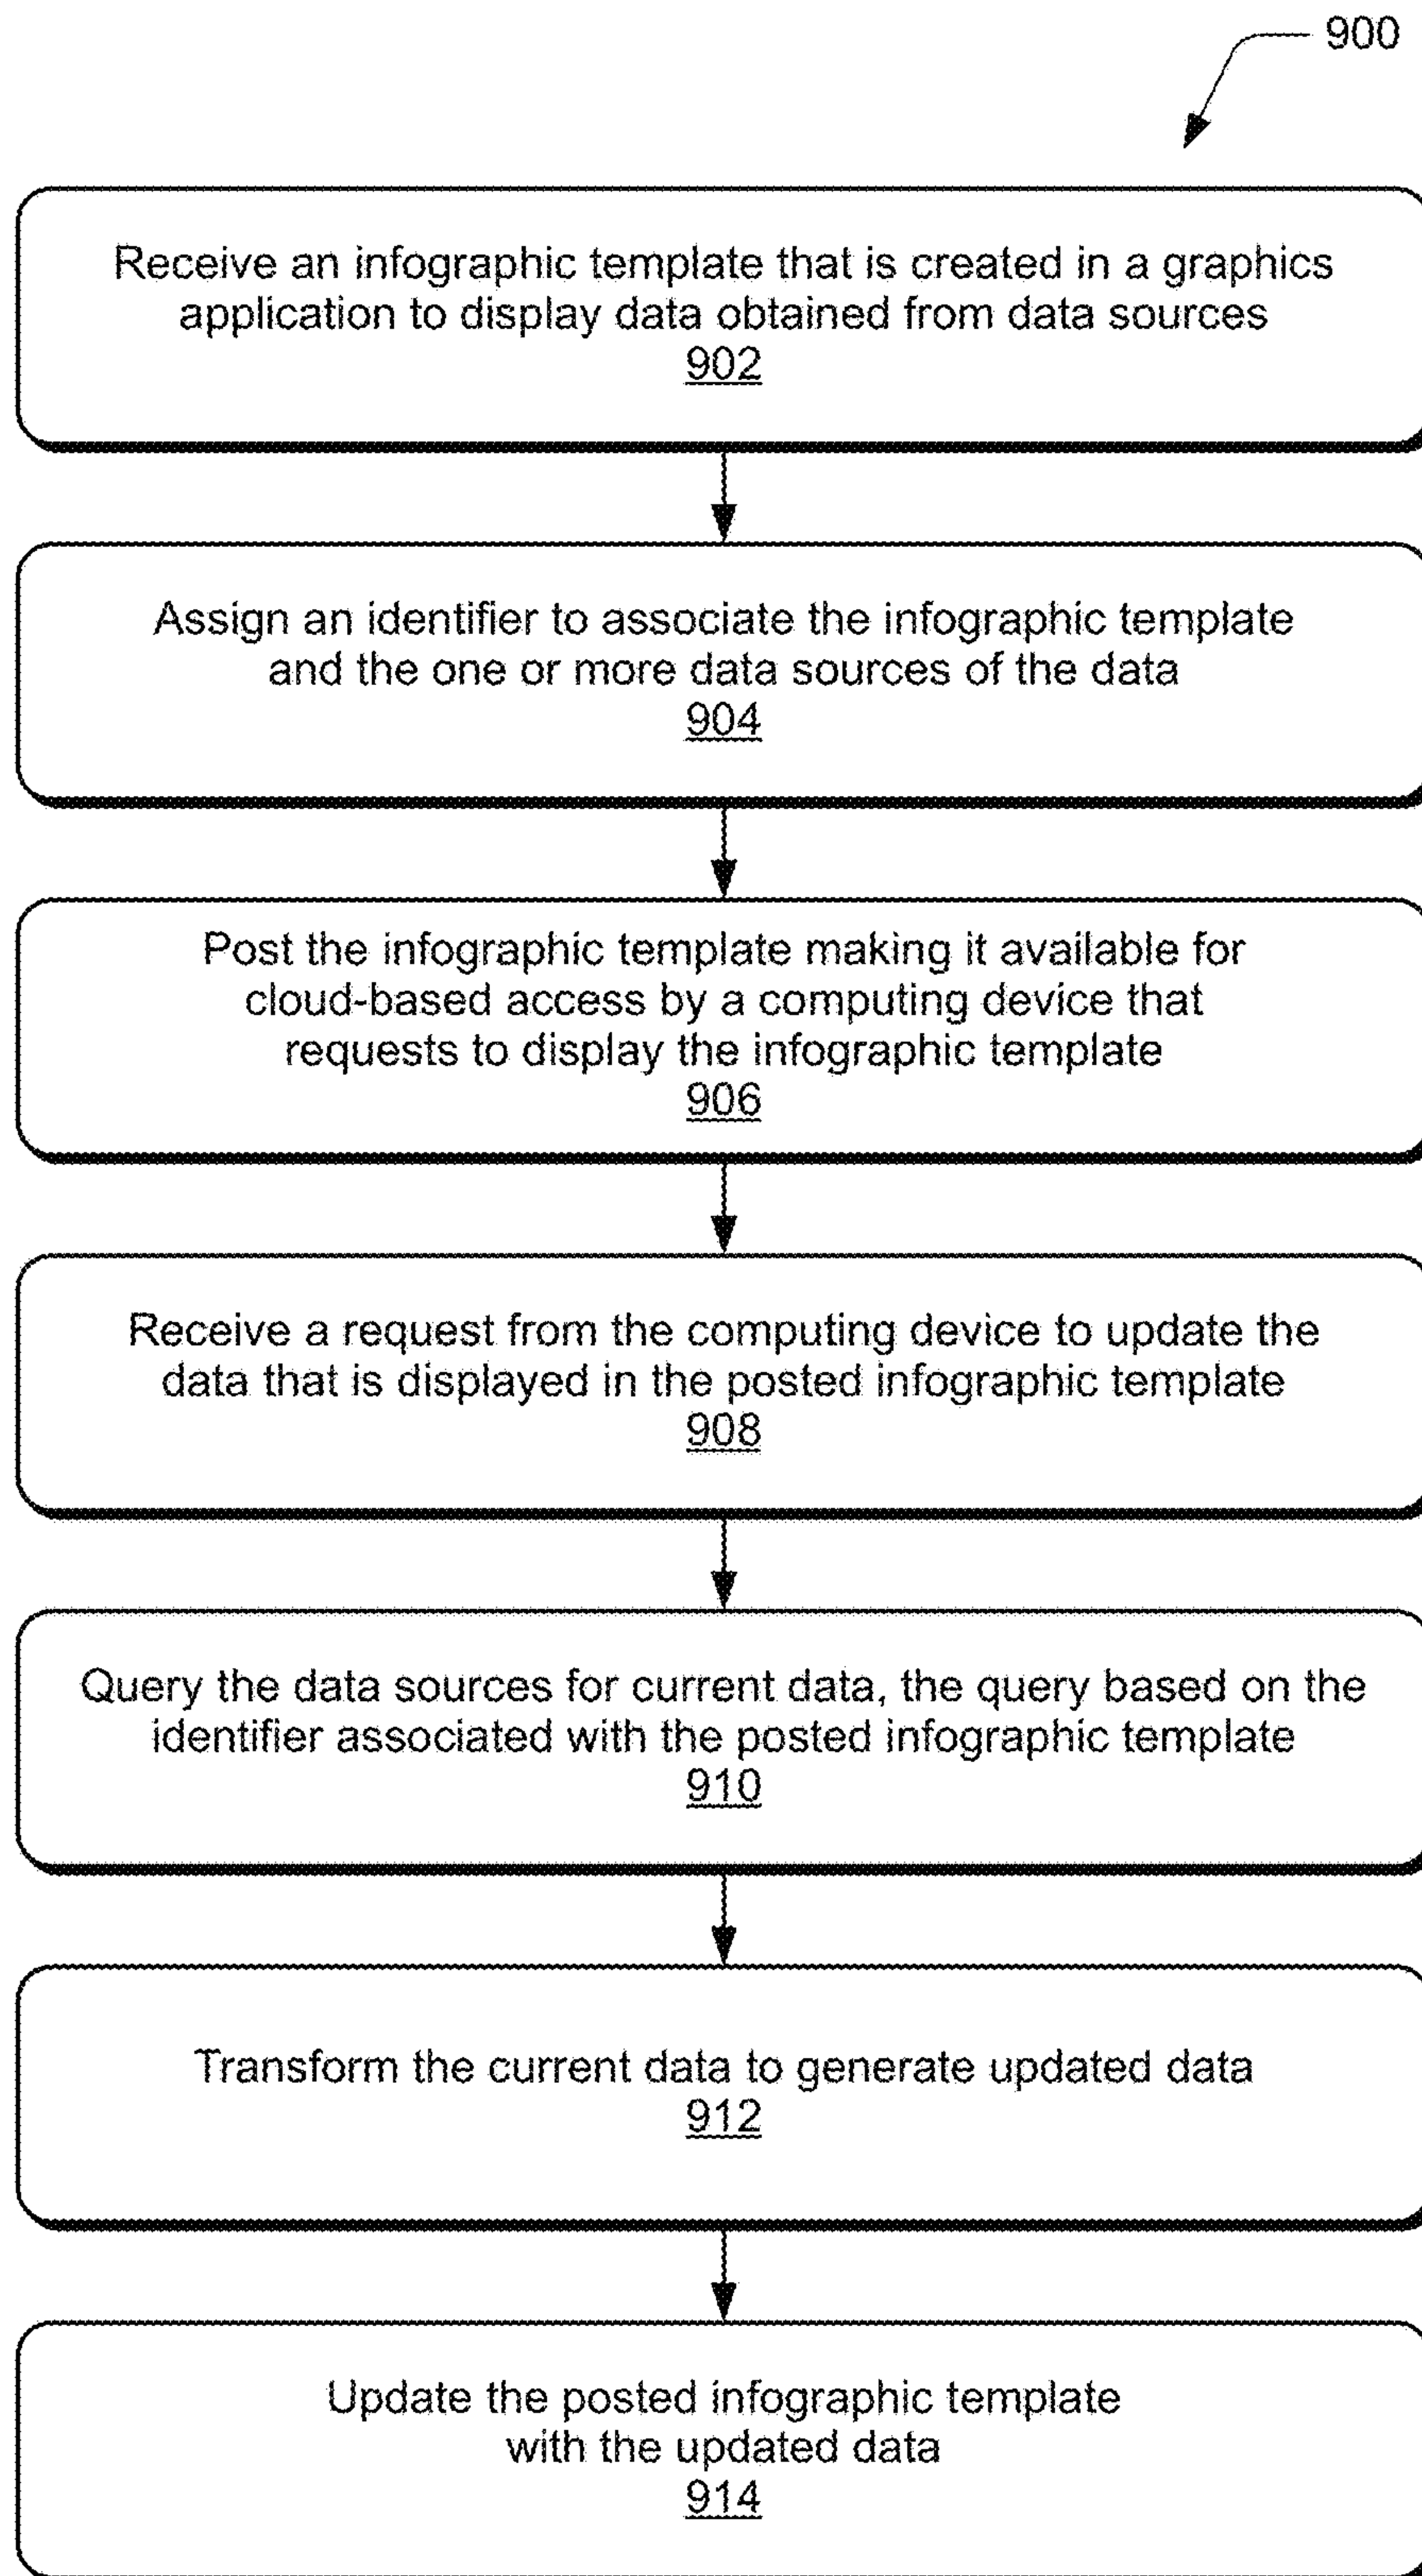 900
Receive an infographic template that is created in a graphics
application to display data obtained from data sources
902
Assign an identifier to associate the infographic template
and the one or more data sources of the data
904
Post the infographic template making it available for
cloud-based access by a computing device that
requests to display the infographic template
906
Receive a request from the computing device to update the
data that is displayed in the posted infographic template
908
Query the data sources for current data, the query based on the
identifier associated with the posted infographic template
910
Transform the current data to generate updated data
912
Update the posted infographic template
with the updated data
914